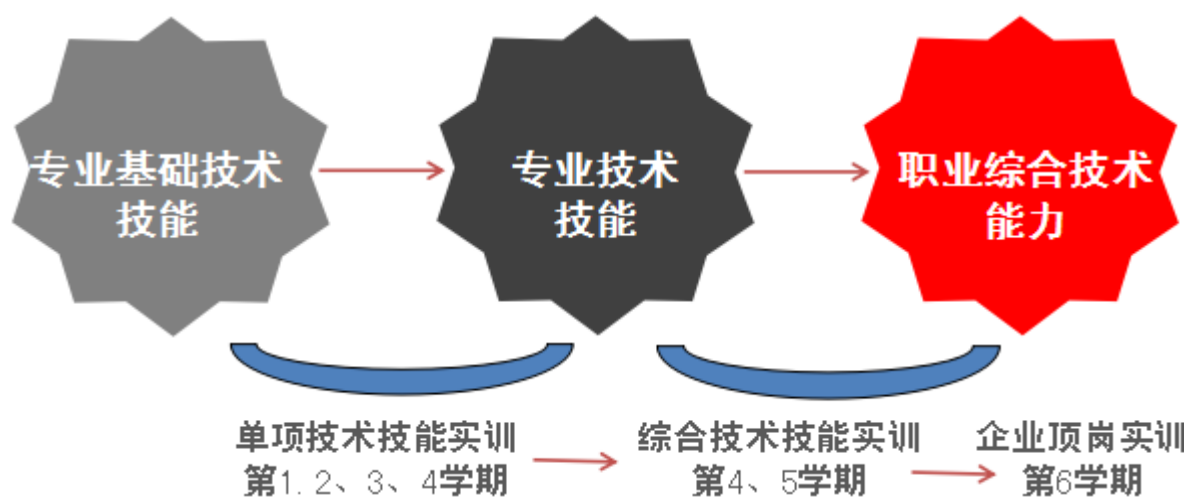 专业基础技术
技能
专业技术
技能
职业综合技术
能力
单项技术技能实训
第1.2、3、4学期
综合技术技能实训
第4、5学期
企业顶岗实训
第6学期